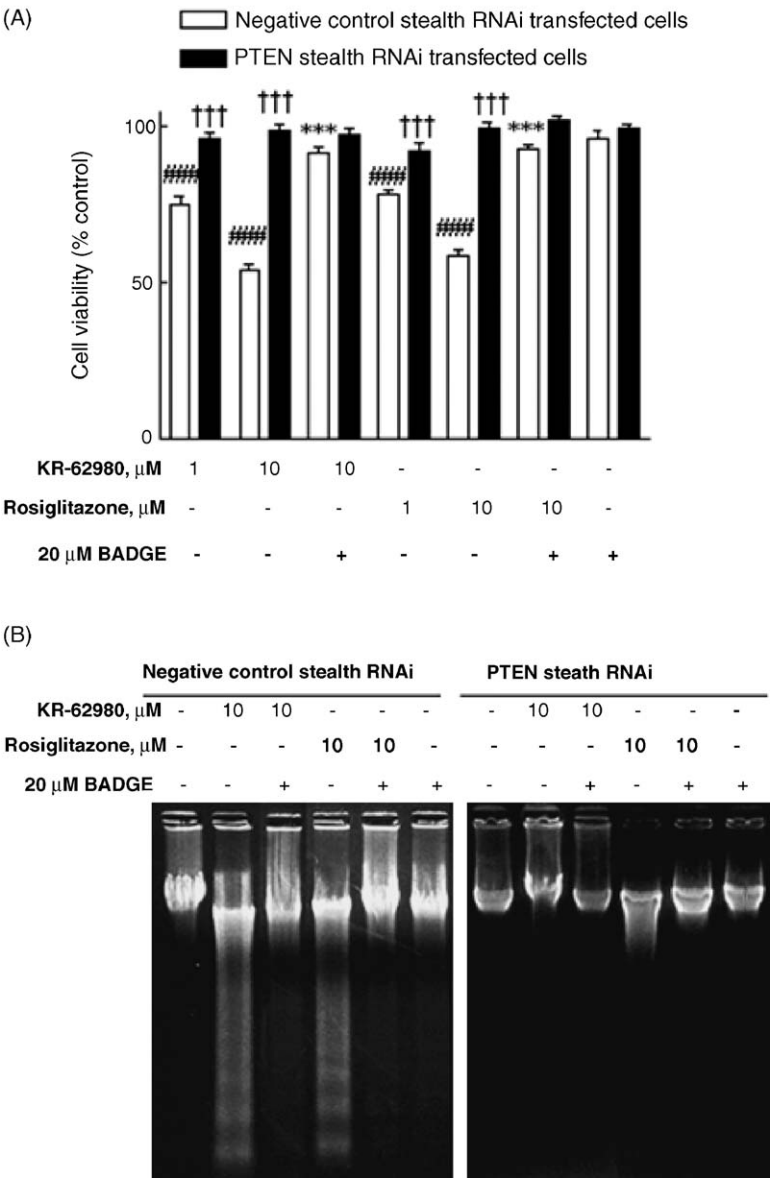 (A)
Negative control stealth RNAi transfected cells
PTEN stealth RNAi transfected cells
Cell viability (% control)
100
50
0
#### ††† #### ††† *** #### ††† #### ††† ***
KR-62980, μM 1 10 10 - - - -
Rosiglitazone, μM - - - 1 10 10 -
20 μM BADGE - - + - - + +
(B)
Negative control stealth RNAi PTEN steath RNAi
KR-62980, μM - 10 10 - - - - 10 10 - - -
Rosiglitazone, μM - - - 10 10 - - - - 10 10 -
20 μM BADGE - - + - + + - - + - + +